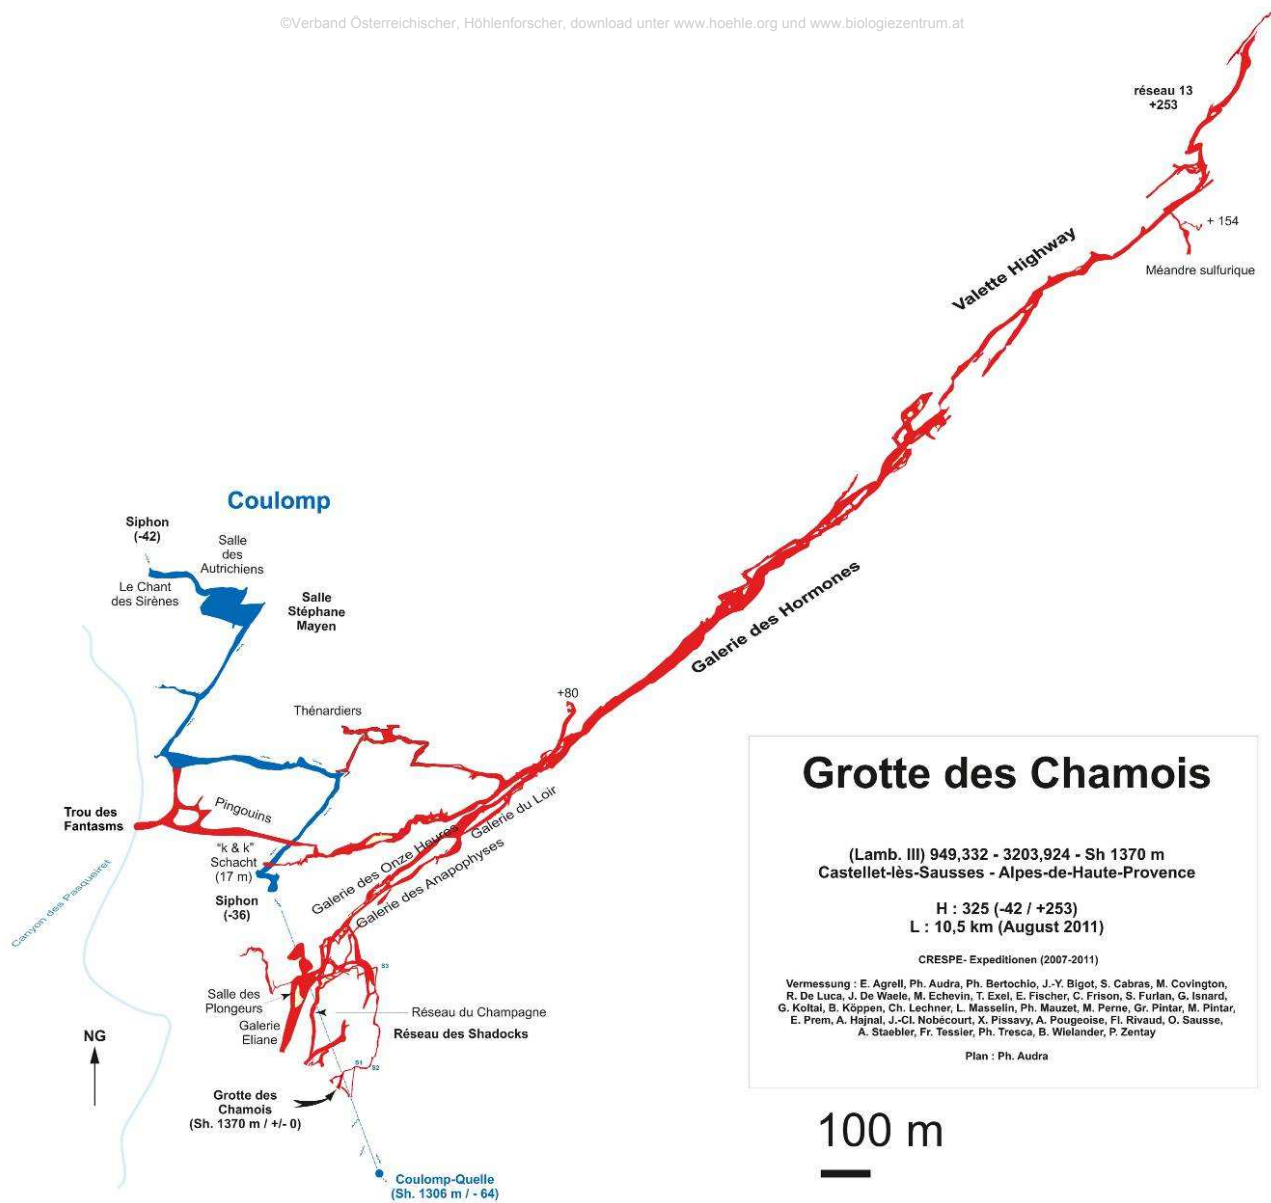 ©Verband Österreichischer, Höhlenforscher, download unter www.hoehle.org und www.biologiezentrum.at
réseau 13
+253
+ 154
Méandre sulfurique
Valette Highway
Galerie des Hormones
Coulomp
Siphon
(-42)
Salle
des
Autrichiens
Le Chant
des Sirènes
Salle
Stéphane
Mayen
+80
Thénardiers
Trou des
Fantasms
Pingouins
"k & k"
Schacht
(17 m)
Siphon
(-36)
Galerie du Loir
Galerie des Onze Heures
Galerie des Anapophyses
Canyon des Pasqueiret
S3
Salle des
Plongeurs
Galerie
Eliane
Réseau du Champagne
Réseau des Shadocks
S1
S2
NG
Grotte des
Chamois
(Sh. 1370 m / +/- 0)
Coulomp-Quelle
(Sh. 1306 m / - 64)
Grotte des Chamois
(Lamb. III) 949,332 - 3203,924 - Sh 1370 m
Castellet-lès-Sausses - Alpes-de-Haute-Provence
H : 325 (-42 / +253)
L : 10,5 km (August 2011)
CRESPE- Expeditionen (2007-2011)
Vermessung : E. Agrell, Ph. Audra, Ph. Bertochio, J.-Y. Bigot, S. Cabras, M. Covington,
R. De Luca, J. De Waele, M. Echevin, T. Exel, E. Fischer, C. Frison, S. Furlan, G. Isnard,
G. Koltai, B. Köppen, Ch. Lechner, L. Masselin, Ph. Mauzet, M. Perne, Gr. Pintar, M. Pintar,
E. Prem, A. Hajnal, J.-Cl. Nobécourt, X. Pissavy, A. Pougeoise, Fl. Rivaud, O. Sausse,
A. Staebler, Fr. Tessier, Ph. Tresca, B. Wielander, P. Zentay
Plan : Ph. Audra
100 m